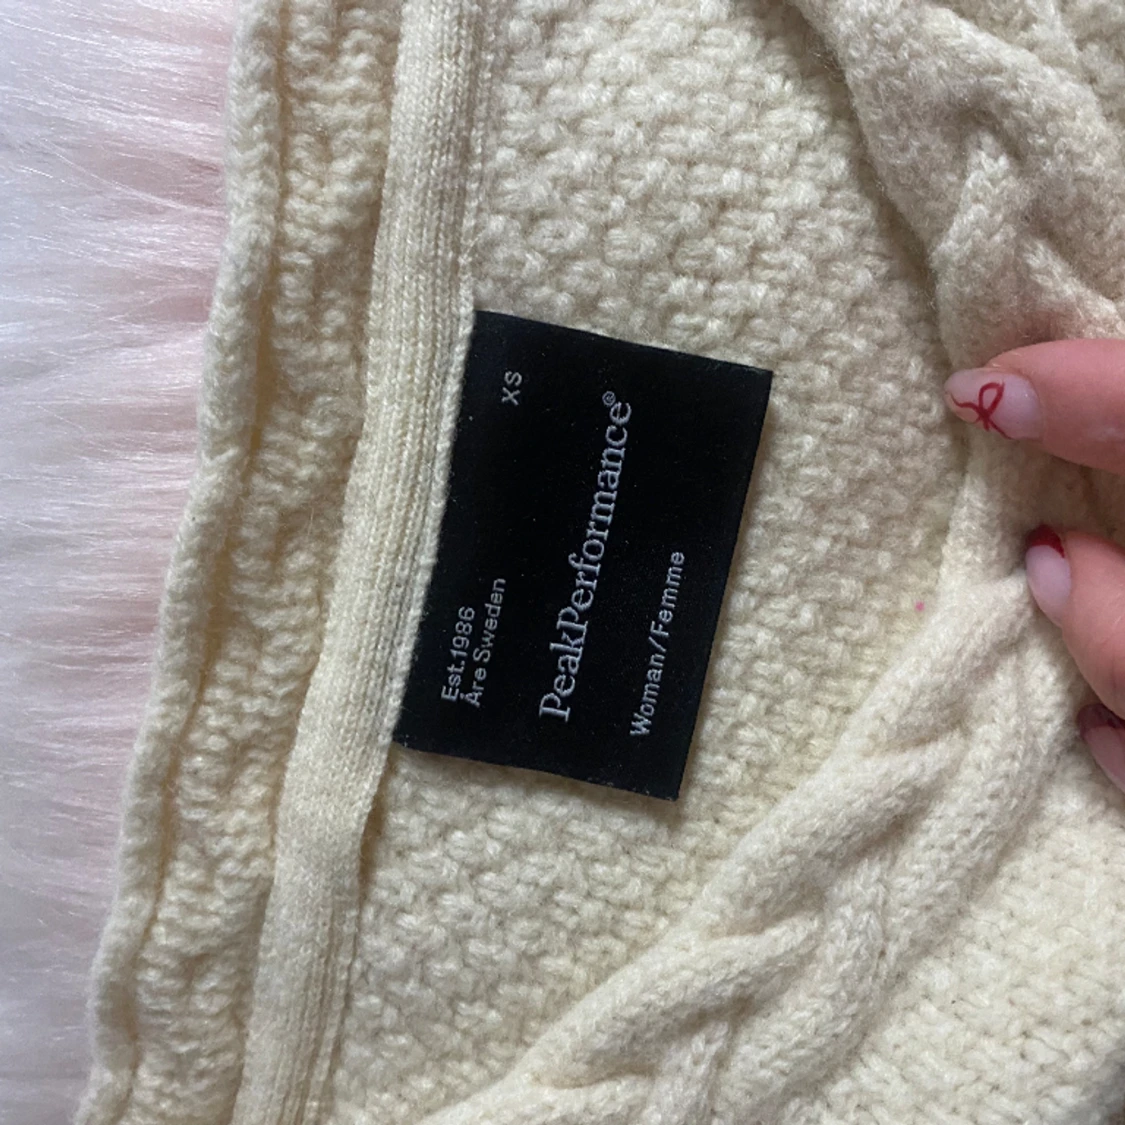 XS
Est.1986
Åre Sweden
PeakPerformance®
Woman/Femme